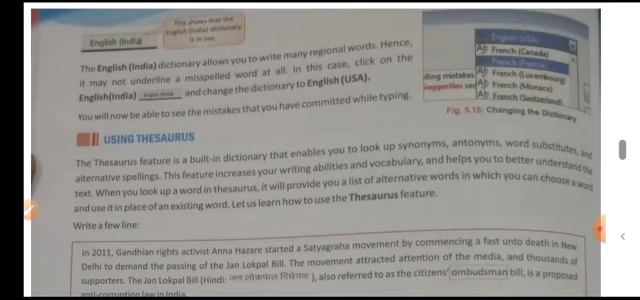 This shows that the
English (India) dictionary
is in use.
English (India)
The English (India) dictionary allows you to write many regional words. Hence,
it may not underline a misspelled word at all. In this case, click on the
English(India) English (India) and change the dictionary to English (USA).
You will now be able to see the mistakes that you have committed while typing.
English (USA)
French (Canada)
French (France)
French (Luxembourg)
French (Monaco)
French (Switzerland)
lling mistakes
uggestion sec
Fig. 5.15: Changing the Dictionary
USING THESAURUS
The Thesaurus feature is a built-in dictionary that enables you to look up synonyms, antonyms, word substitutes, and
alternative spellings. This feature increases your writing abilities and vocabulary, and helps you to better understand the
text. When you look up a word in thesaurus, it will provide you a list of alternative words in which you can choose a word
and use it in place of an existing word. Let us learn how to use the Thesaurus feature.
Write a few line:
In 2011, Gandhian rights activist Anna Hazare started a Satyagraha movement by commencing a fast unto death in New
Delhi to demand the passing of the Jan Lokpal Bill. The movement attracted attention of the media, and thousands of
supporters. The Jan Lokpal Bill (Hindi: जन लोकपाल विधेयक), also referred to as the citizens' ombudsman bill, is a proposed
anti-corruption law in India.